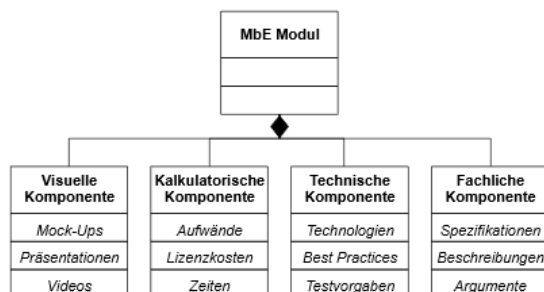 MbE Modul
Visuelle
Komponente
Mock-Ups
Präsentationen
Videos
Kalkulatorische
Komponente
Aufwände
Lizenzkosten
Zeiten
Technische
Komponente
Technologien
Best Practices
Testvorgaben
Fachliche
Komponente
Spezifikationen
Beschreibungen
Argumente